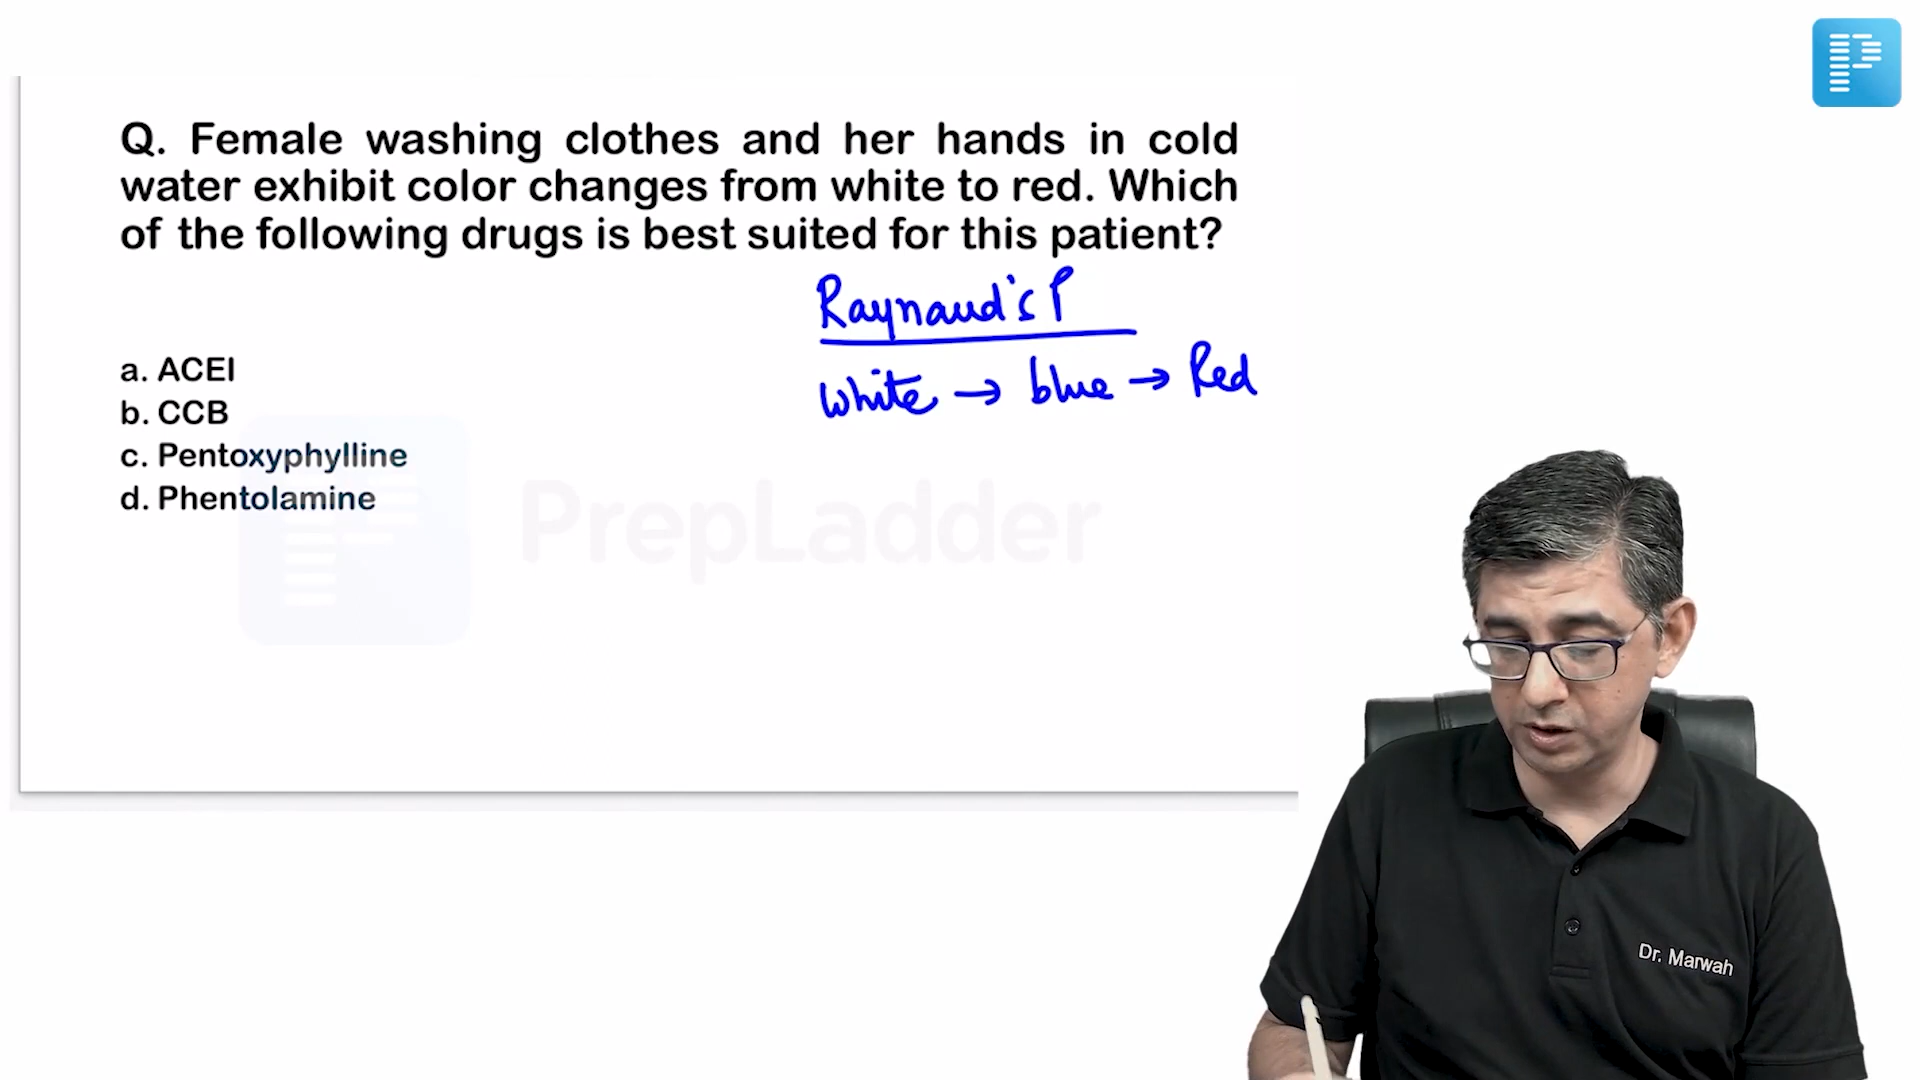 Q. Female washing clothes and her hands in cold
water exhibit color changes from white to red. Which
of the following drugs is best suited for this patient?
Raynaud's P
White → blue → Red
a. ACEI
b. CCB
c. Pentoxyphylline
d. Phentolamine
PrepLadder
Dr. Marwah